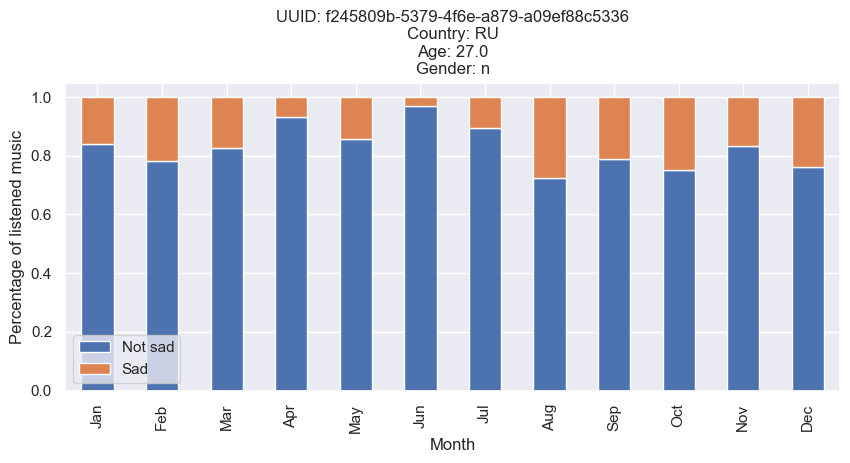 UUID: f245809b-5379-4f6e-a879-a09ef88c5336
Country: RU
Age: 27.0
Gender: n
Percentage of listened music
1.0
0.8
0.6
0.4
0.2
0.0
Not sad
Sad
Jan
Feb
Mar
Apr
May
Jun
Jul
Aug
Sep
Oct
Nov
Dec
Month